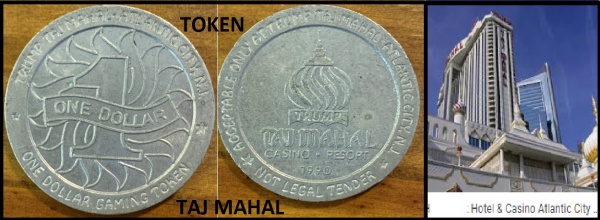 TOKEN
TRUMP TAJ MAHAL ATLANTIC CITY, N.J.
1
ONE DOLLAR
ONE DOLLAR GAMING TOKEN
ACCEPTABLE ONLY AT TRUMP TAJ MAHAL ATLANTIC CITY, N.J.
TRUMP
TAJ MAHAL
CASINO • RESORT
NOT LEGAL TENDER
TAJ MAHAL
: Hotel & Casino Atlantic City ...